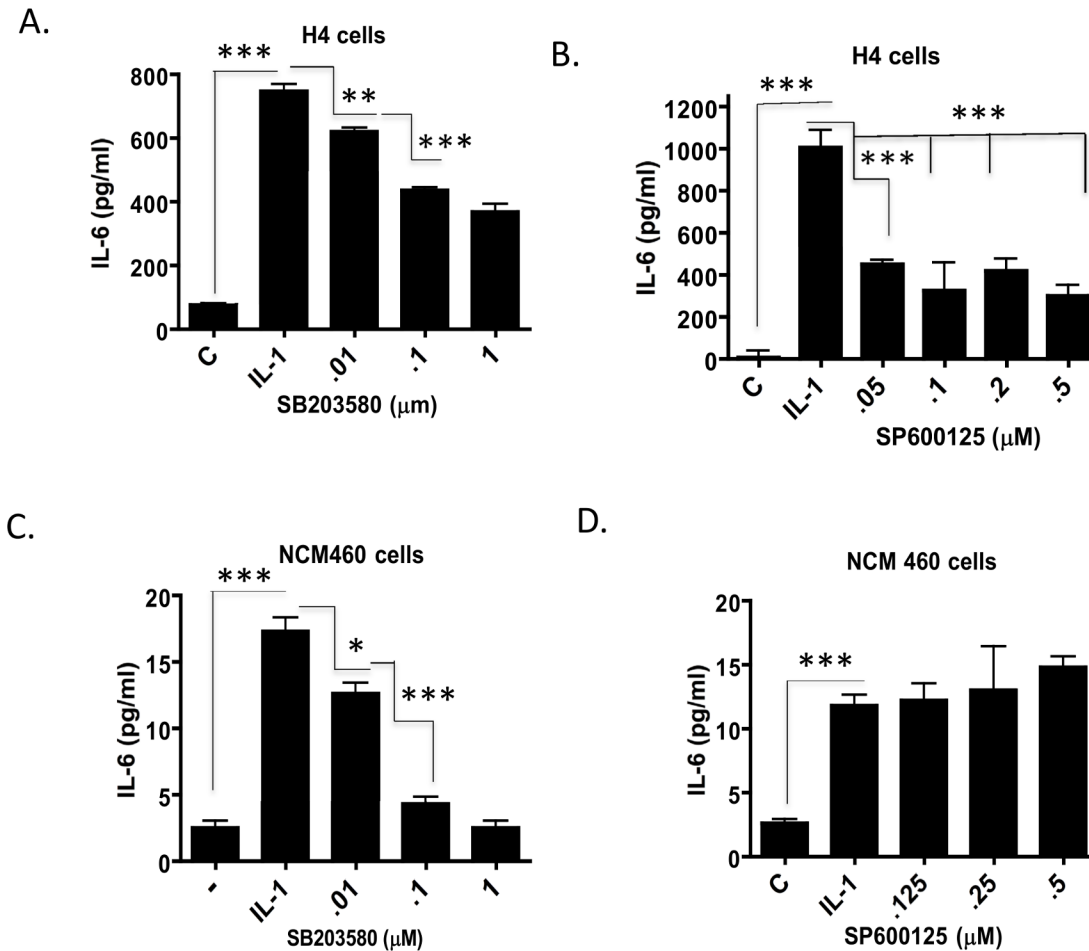 A.
H4 cells
*** ** ***
IL-6 (pg/ml)
800
600
400
200
0
C IL-1 .01 .1 1
SB203580 (μm)
B.
H4 cells
*** *** ***
IL-6 (pg/ml)
1200
1000
800
600
400
200
0
C IL-1 .05 .1 .2 .5
SP600125 (μM)
C.
NCM460 cells
*** * ***
IL-6 (pg/ml)
20
15
10
5
0
- IL-1 .01 .1 1
SB203580 (μM)
D.
NCM 460 cells
***
IL-6 (pg/ml)
20
15
10
5
0
C IL-1 .125 .25 .5
SP600125 (μM)